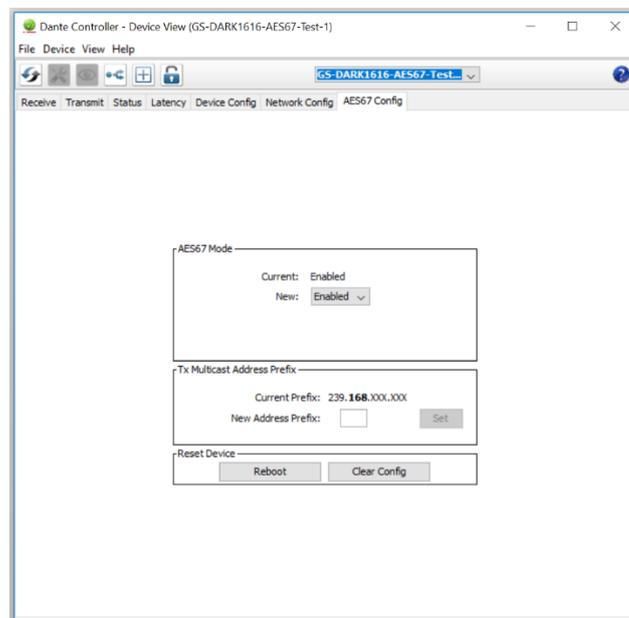 Dante Controller - Device View (GS-DARK1616-AES67-Test-1)
File Device View Help
GS-DARK1616-AES67-Test...
?
Receive Transmit Status Latency Device Config Network Config AES67 Config
AES67 Mode
Current: Enabled
New: Enabled
Tx Multicast Address Prefix
Current Prefix: 239.168.XXX.XXX
New Address Prefix: Set
Reset Device
Reboot Clear Config